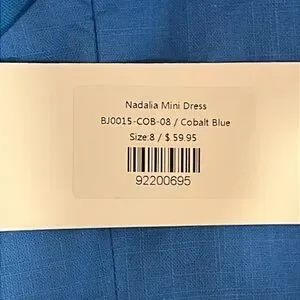 Nadalia Mini Dress
BJ0015-COB-08 / Cobalt Blue
Size:8 / $ 59.95
92200695